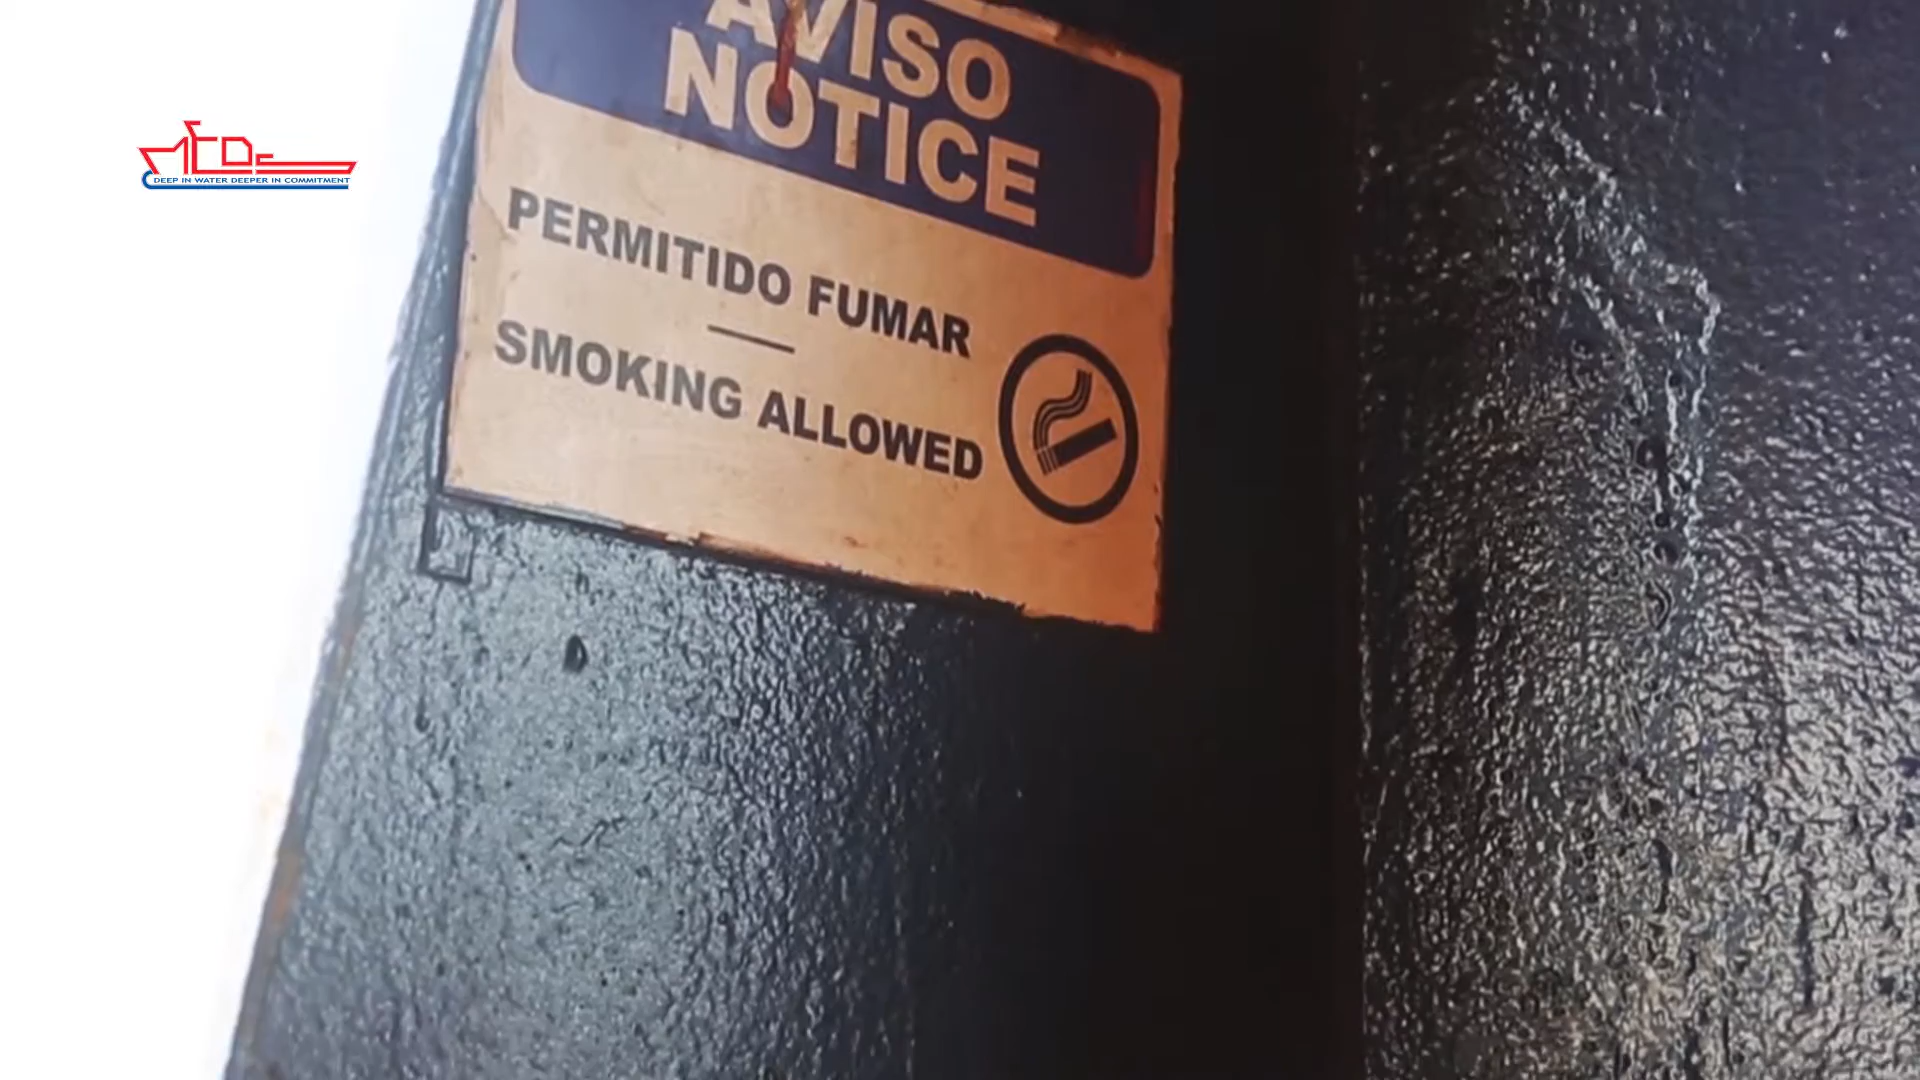 AVISO
NOTICE
PERMITIDO FUMAR
SMOKING ALLOWED
DEEP IN WATER DEEPER IN COMMITMENT